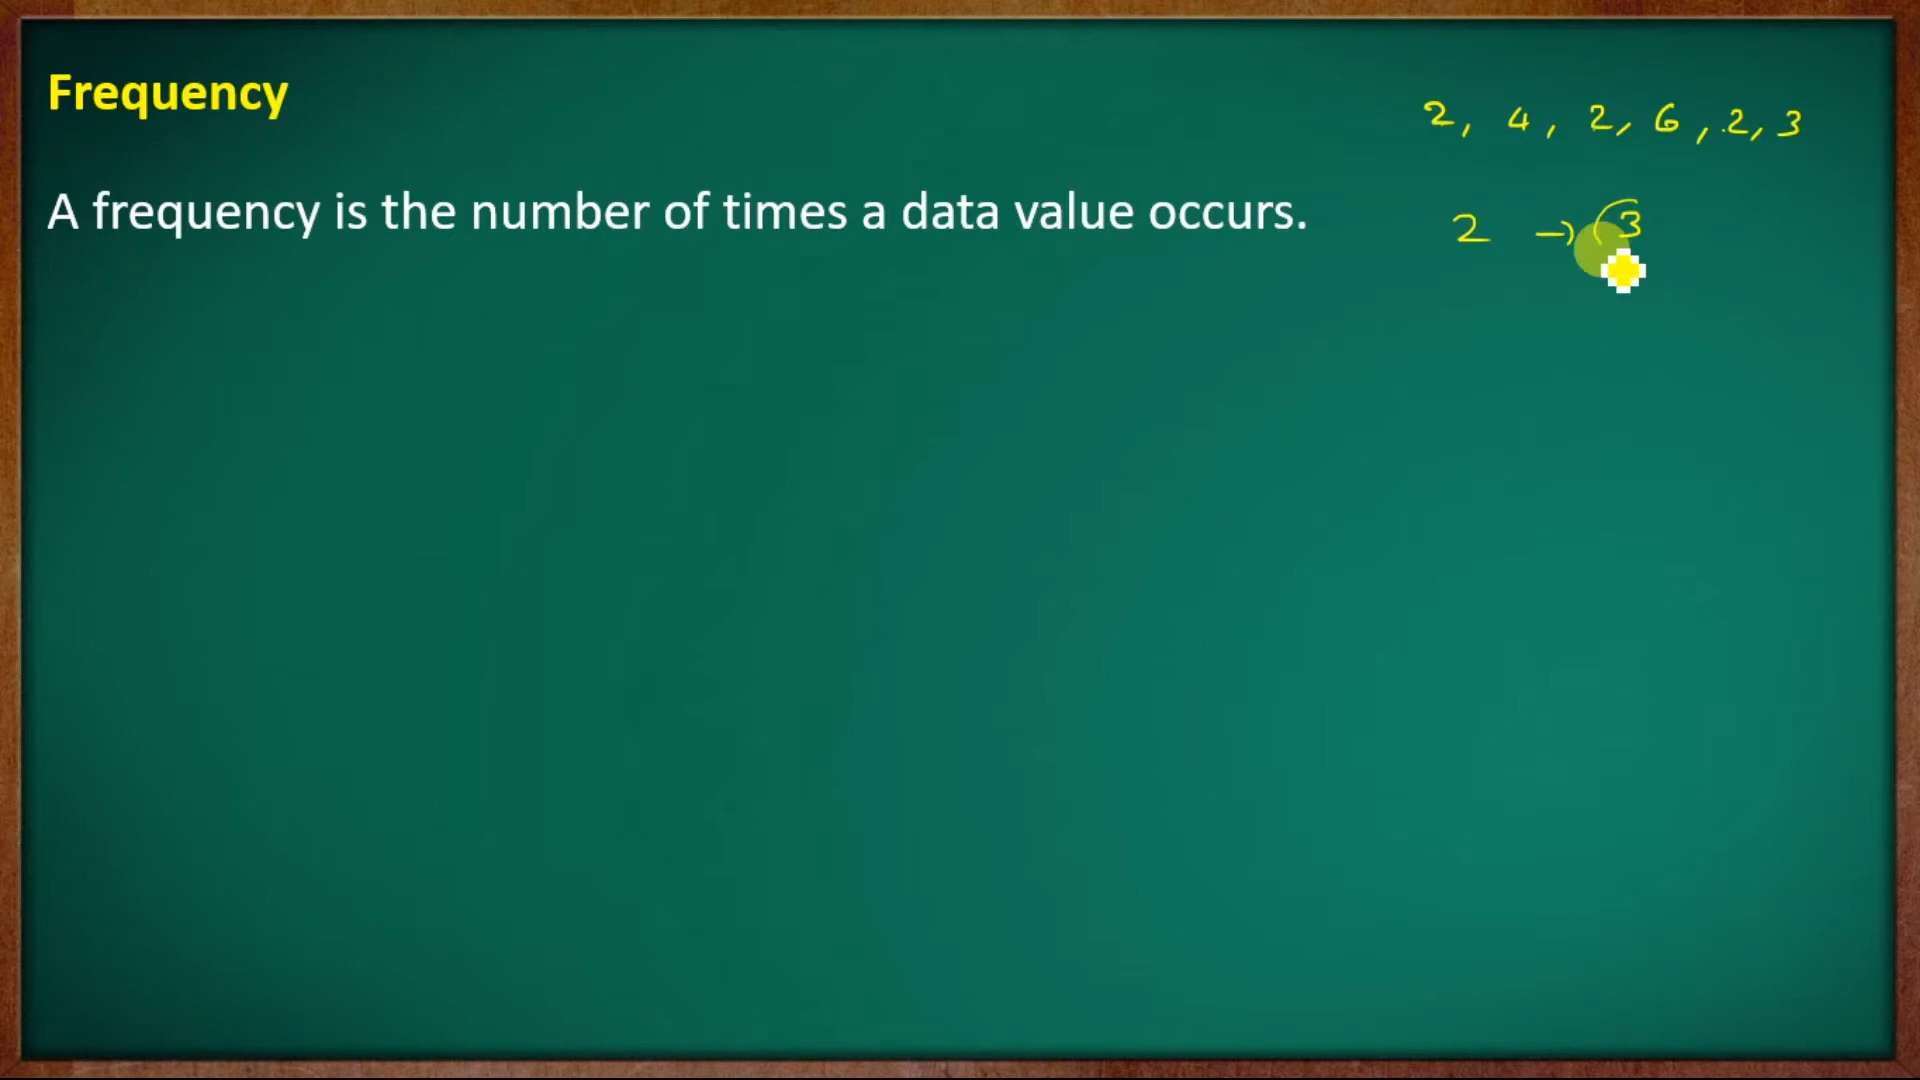 Frequency
2, 4, 2, 6, 2, 3
A frequency is the number of times a data value occurs.
2 → 3